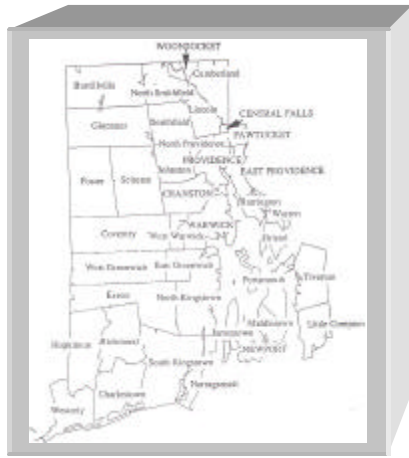 WOONSOCKET
Cumberland
Burrillville
North Smithfield
Lincoln
CENTRAL FALLS
Glocester
Smithfield
PAWTUCKET
North Providence
PROVIDENCE
Johnston
EAST PROVIDENCE
Foster
Scituate
CRANSTON
Barrington
Warren
WARWICK
Coventry
West Warwick
Bristol
West Greenwich
East Greenwich
Portsmouth
Tiverton
Exeter
North Kingstown
Middletown
Little Compton
Jamestown
Hopkinton
Richmond
NEWPORT
South Kingstown
Narragansett
Charlestown
Westerly